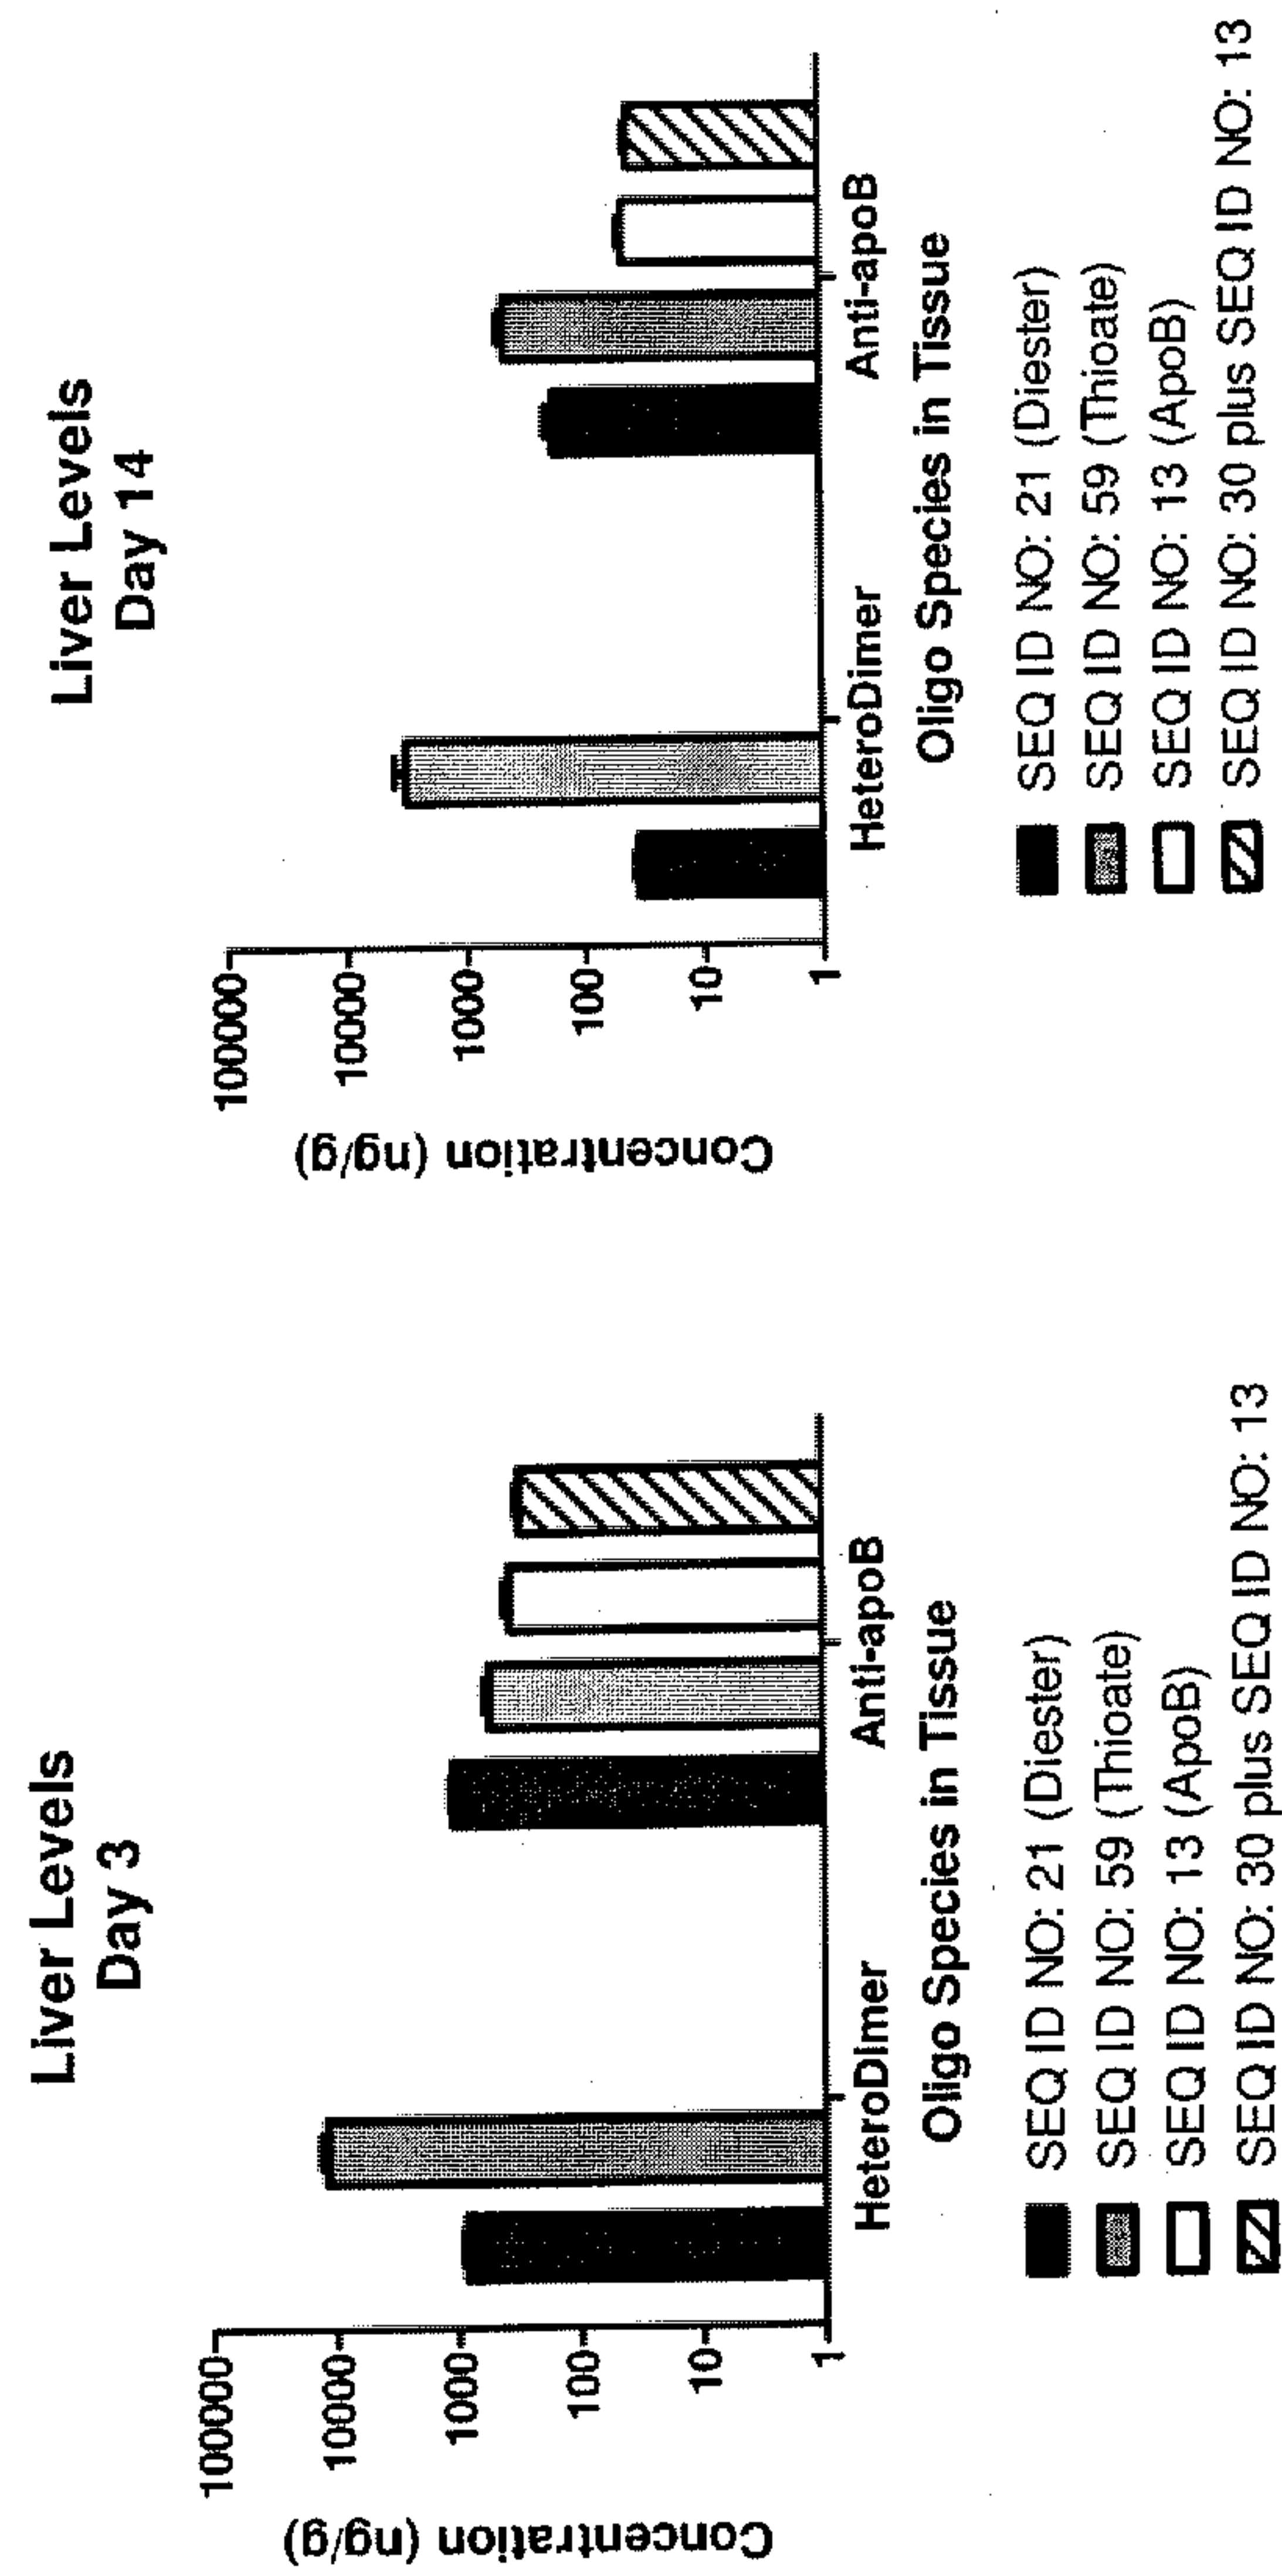 Liver Levels
Day 3
Concentration (ng/g)
100000
10000
1000
100
10
1
HeteroDimer
Anti-apoB
Oligo Species in Tissue
SEQ ID NO: 21 (Diester)
SEQ ID NO: 59 (Thioate)
SEQ ID NO: 13 (ApoB)
SEQ ID NO: 30 plus SEQ ID NO: 13
Liver Levels
Day 14
Concentration (ng/g)
100000
10000
1000
100
10
1
HeteroDimer
Anti-apoB
Oligo Species in Tissue
SEQ ID NO: 21 (Diester)
SEQ ID NO: 59 (Thioate)
SEQ ID NO: 13 (ApoB)
SEQ ID NO: 30 plus SEQ ID NO: 13